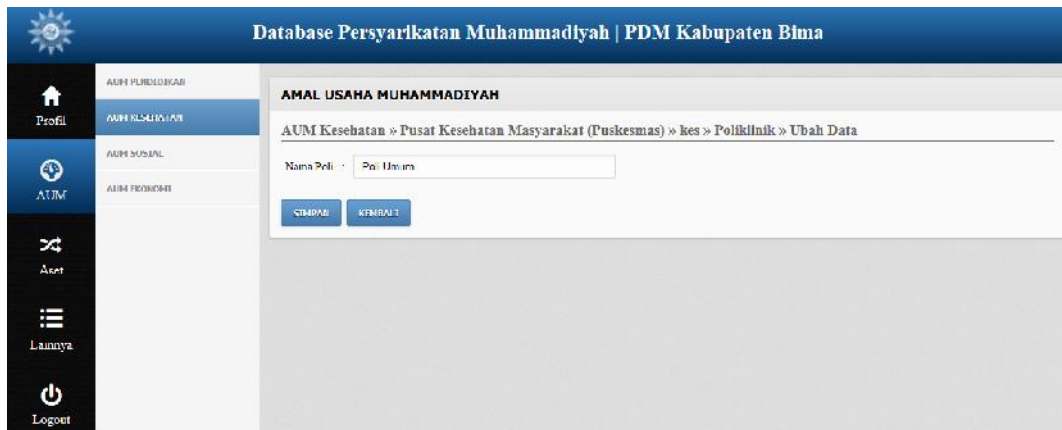 Database Persyarikatan Muhammadiyah | PDM Kabupaten Bima
Profil
AUM
Aset
Lainnya
Logout
AUM PENDIDIKAN
AUM KESEHATAN
AUM SOSIAL
AUM EKONOMI
AMAL USAHA MUHAMMADIYAH
AUM Kesehatan » Pusat Kesehatan Masyarakat (Puskesmas) » kes » Poliklinik » Ubah Data
Nama Poli : Poli Umum
SIMPAN KEMBALI